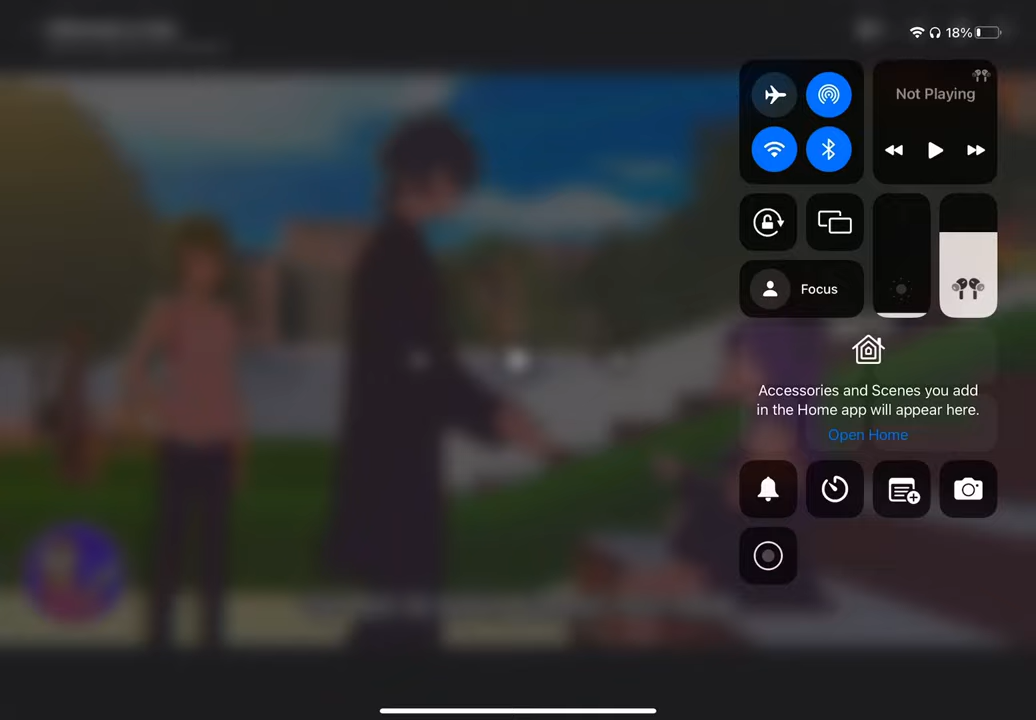 18%
Not Playing
Focus
Accessories and Scenes you add
in the Home app will appear here.
Open Home